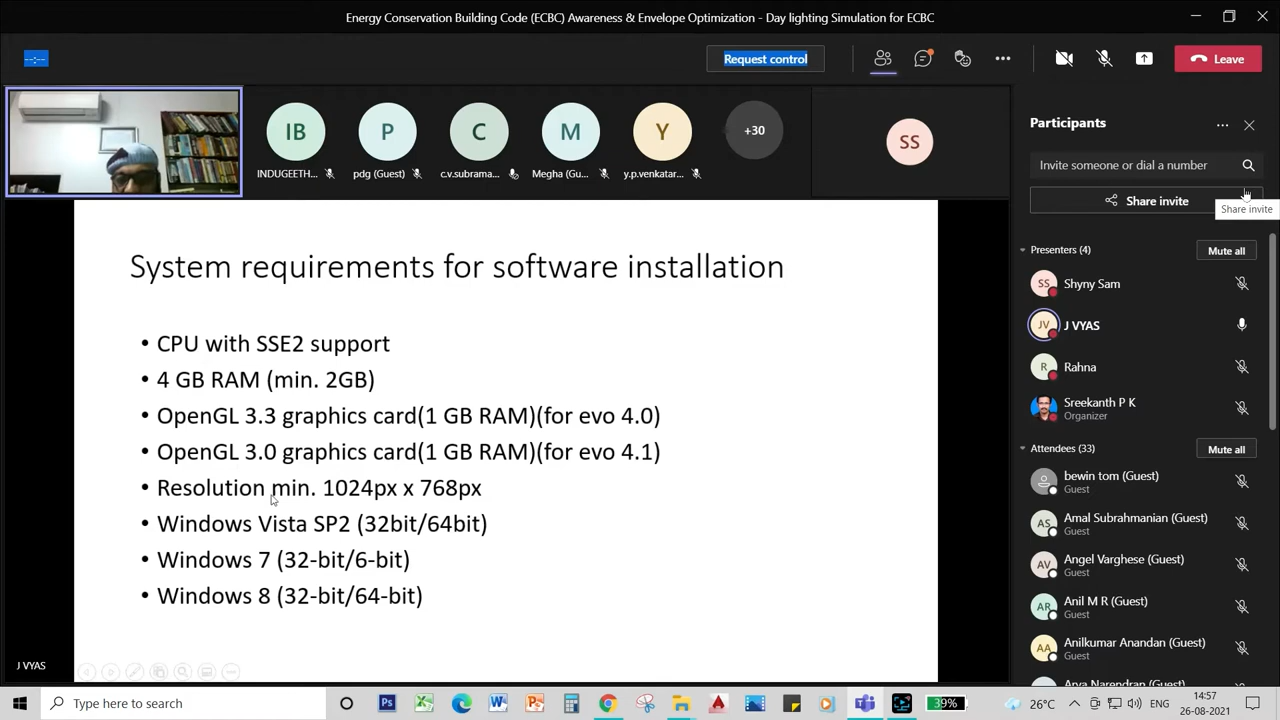 Energy Conservation Building Code (ECBC) Awareness & Envelope Optimization - Day lighting Simulation for ECBC
--:--
Request control
Leave
IB
P
C
M
Y
+30
SS
INDUGEETH...
pdg (Guest)
c.v.subrama...
Megha (Gu...
y.p.venkatar...
Participants
Invite someone or dial a number
Share invite
Share invite
Presenters (4)
Mute all
SS
Shyny Sam
JV
J VYAS
R
Rahna
Sreekanth P K
Organizer
Attendees (33)
Mute all
bewin tom (Guest)
Guest
AS
Amal Subrahmanian (Guest)
Guest
AV
Angel Varghese (Guest)
Guest
AR
Anil M R (Guest)
Guest
AA
Anilkumar Anandan (Guest)
Guest
Arya Narendran (Guest)
System requirements for software installation
• CPU with SSE2 support
• 4 GB RAM (min. 2GB)
• OpenGL 3.3 graphics card(1 GB RAM)(for evo 4.0)
• OpenGL 3.0 graphics card(1 GB RAM)(for evo 4.1)
• Resolution min. 1024px x 768px
• Windows Vista SP2 (32bit/64bit)
• Windows 7 (32-bit/6-bit)
• Windows 8 (32-bit/64-bit)
J VYAS
Type here to search
39%
26°C
ENG
14:57
26-08-2021